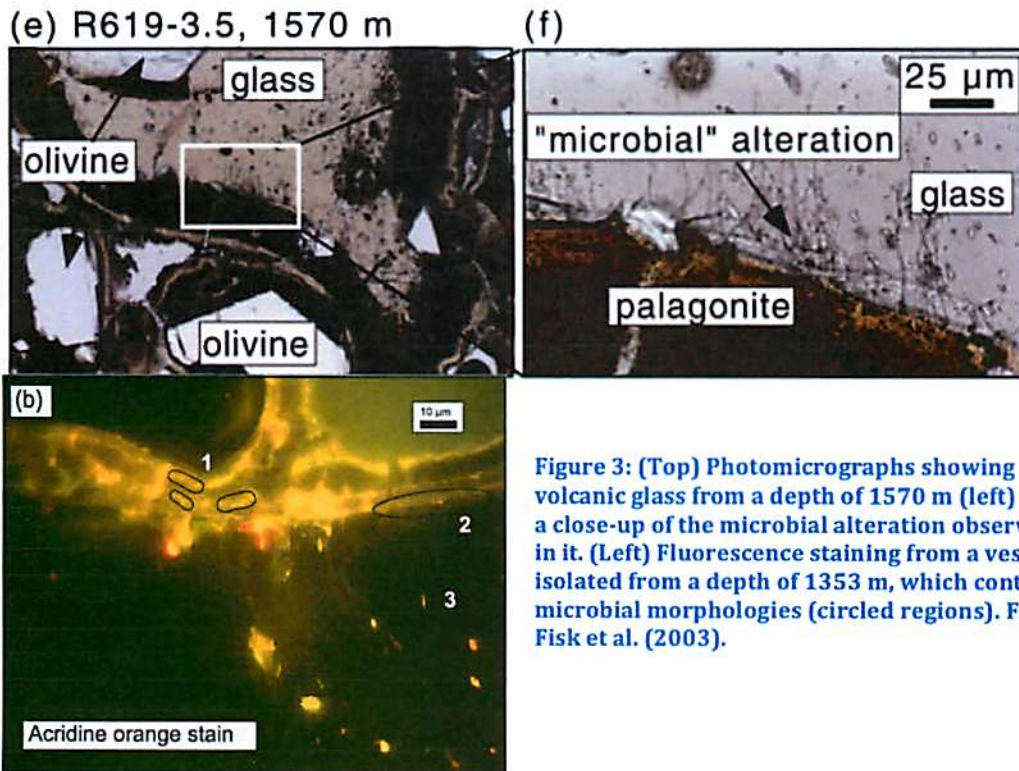 (e) R619-3.5, 1570 m
glass
olivine
olivine
(f)
25 µm
"microbial" alteration
glass
palagonite
(b)
10 µm
1
2
3
Acridine orange stain
Figure 3: (Top) Photomicrographs showing
volcanic glass from a depth of 1570 m (left)
a close-up of the microbial alteration observ
in it. (Left) Fluorescence staining from a ves
isolated from a depth of 1353 m, which cont
microbial morphologies (circled regions). F
Fisk et al. (2003).